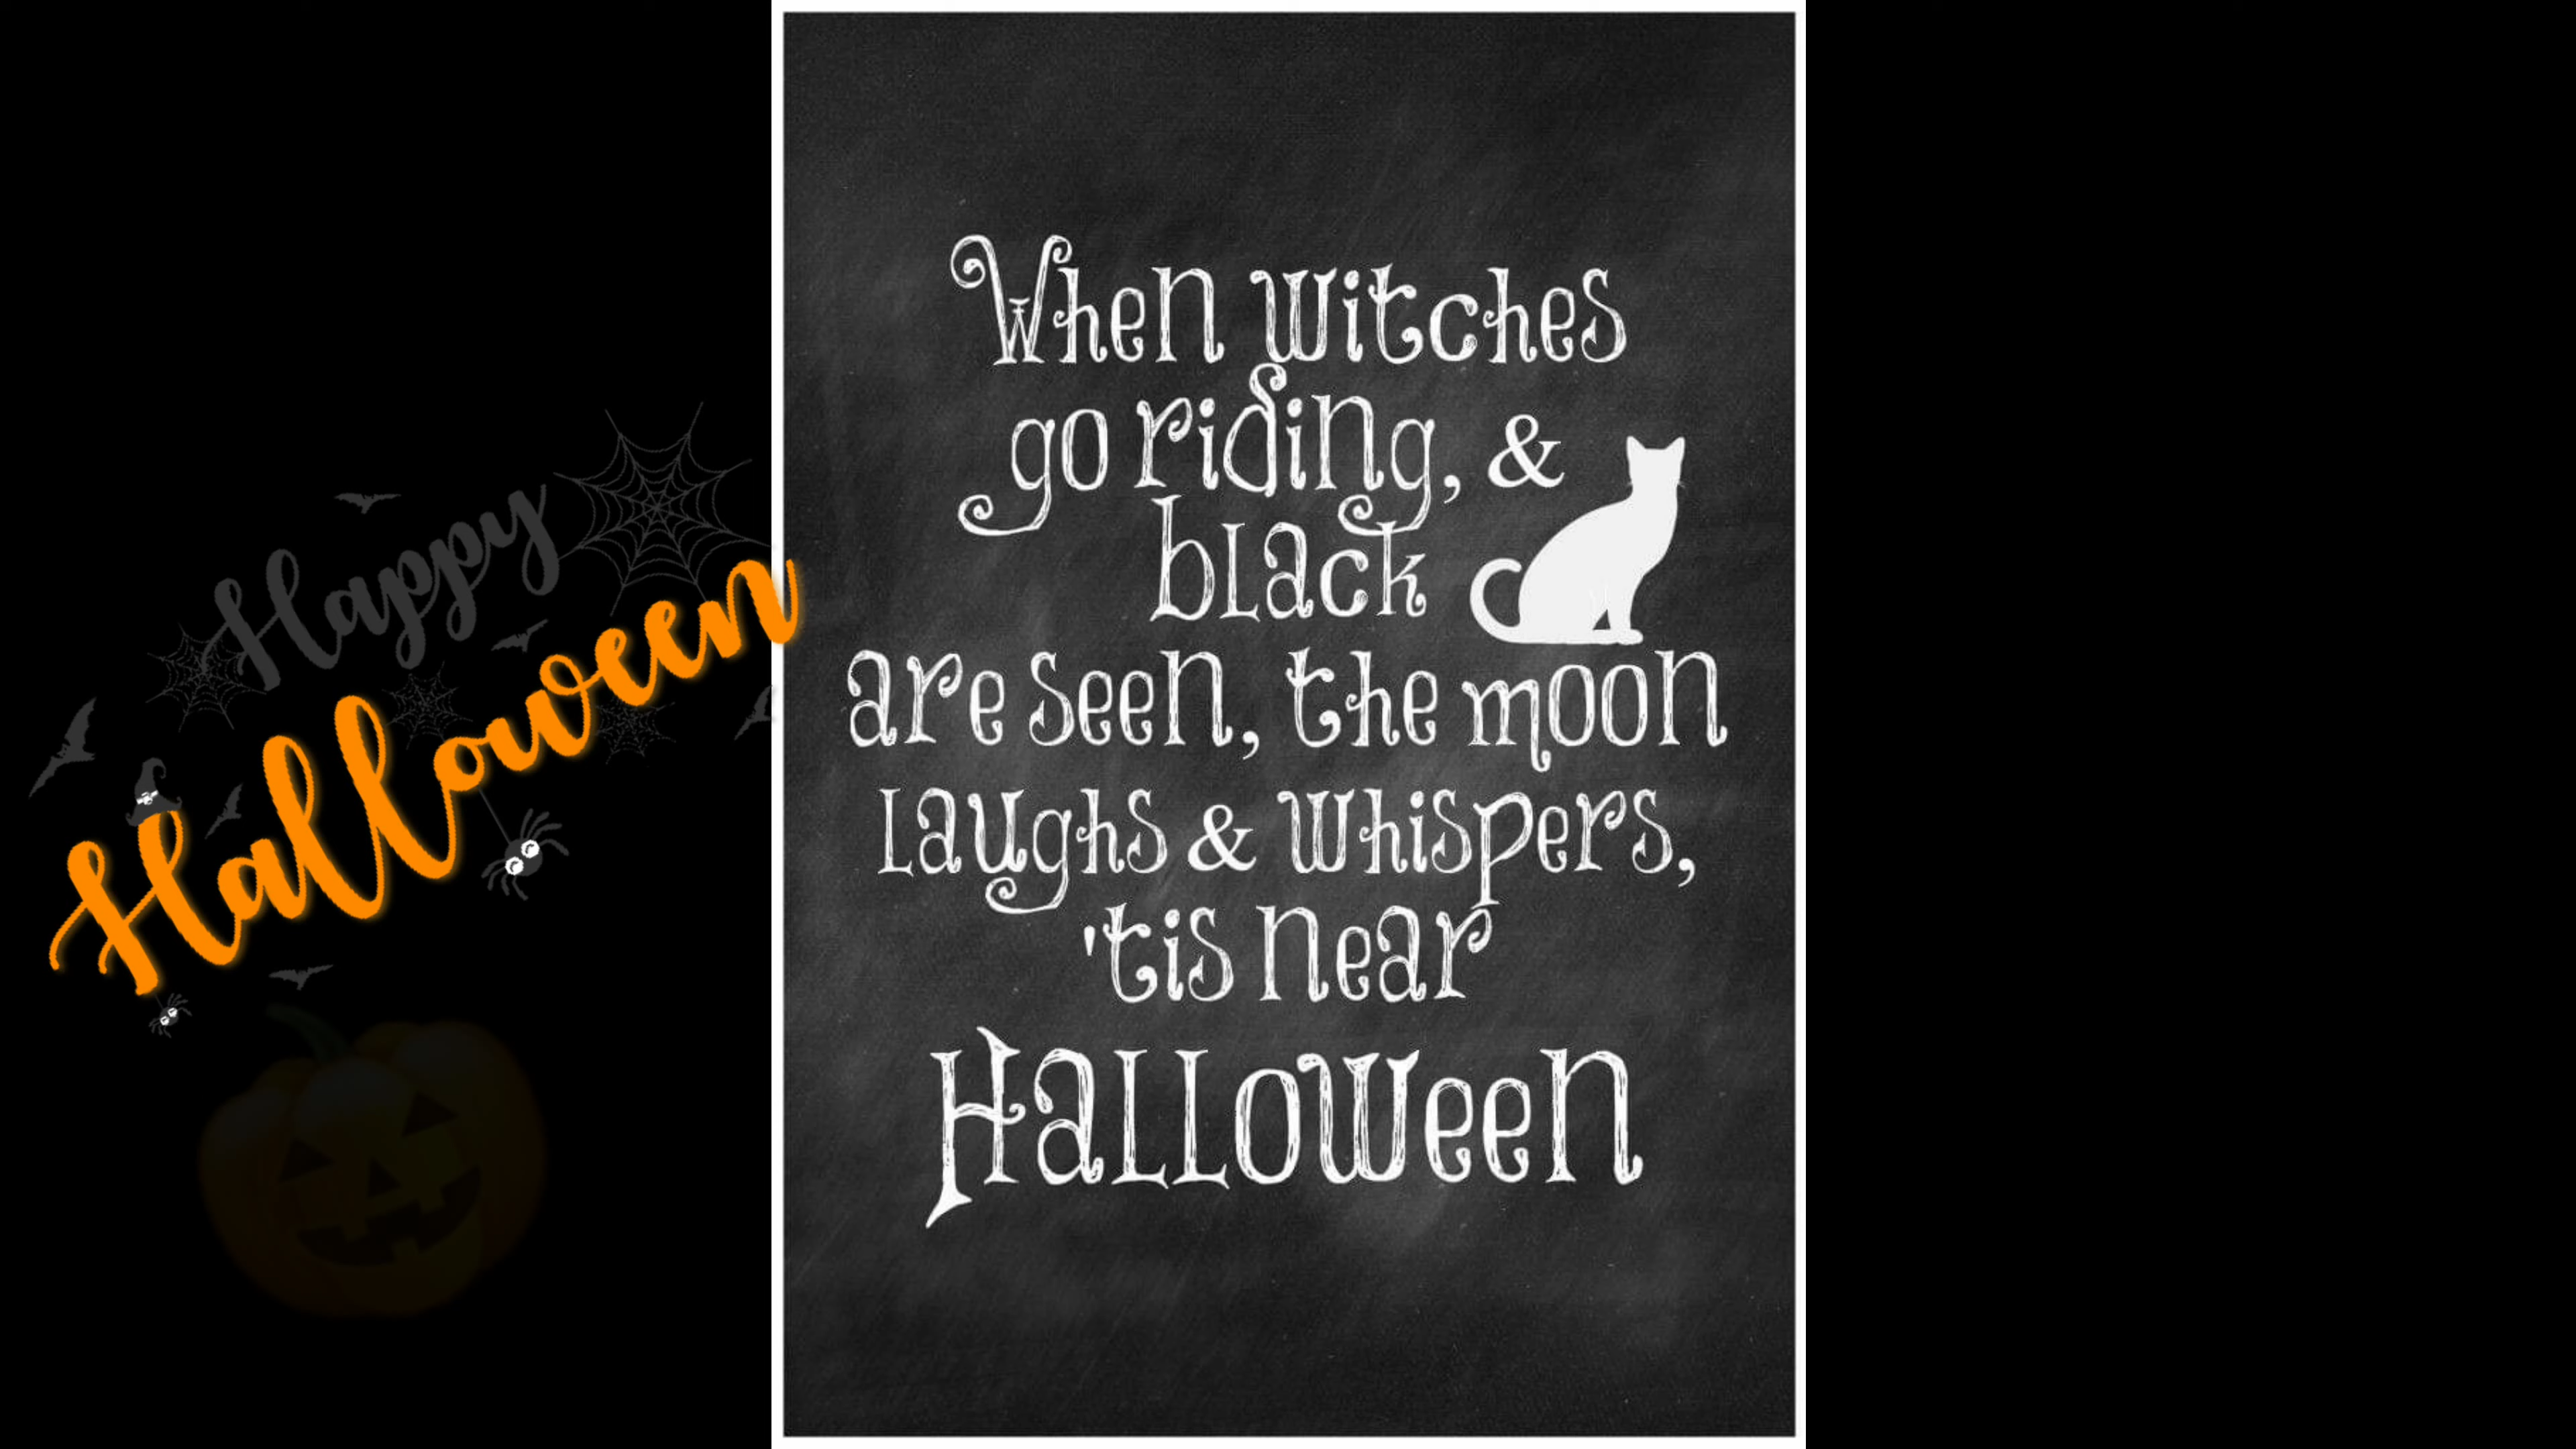 Happy
Halloween
When witches
go riding, &
black
are seen, the moon
laughs & whispers,
'tis near
Halloween